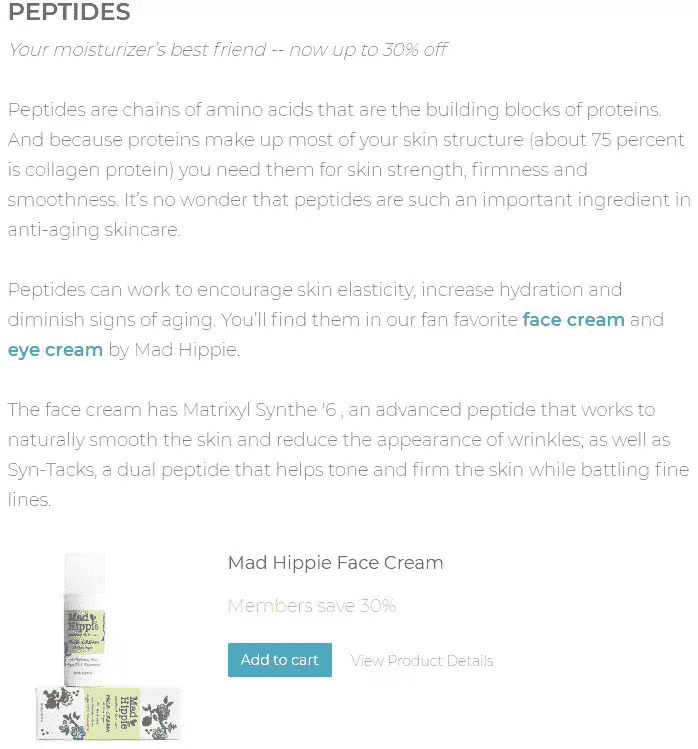 PEPTIDES
Your moisturizer's best friend -- now up to 30% off
Peptides are chains of amino acids that are the building blocks of proteins.
And because proteins make up most of your skin structure (about 75 percent
is collagen protein) you need them for skin strength, firmness and
smoothness. It's no wonder that peptides are such an important ingredient in
anti-aging skincare.
Peptides can work to encourage skin elasticity, increase hydration and
diminish signs of aging. You'll find them in our fan favorite face cream and
eye cream by Mad Hippie.
The face cream has Matrixyl Synthe '6 , an advanced peptide that works to
naturally smooth the skin and reduce the appearance of wrinkles; as well as
Syn-Tacks, a dual peptide that helps tone and firm the skin while battling fine
lines.
Mad Hippie Face Cream
Members save 30%
Add to cart
View Product Details
Mad
Hippie
FACE CREAM
Mad
Hippie
FACE CREAM